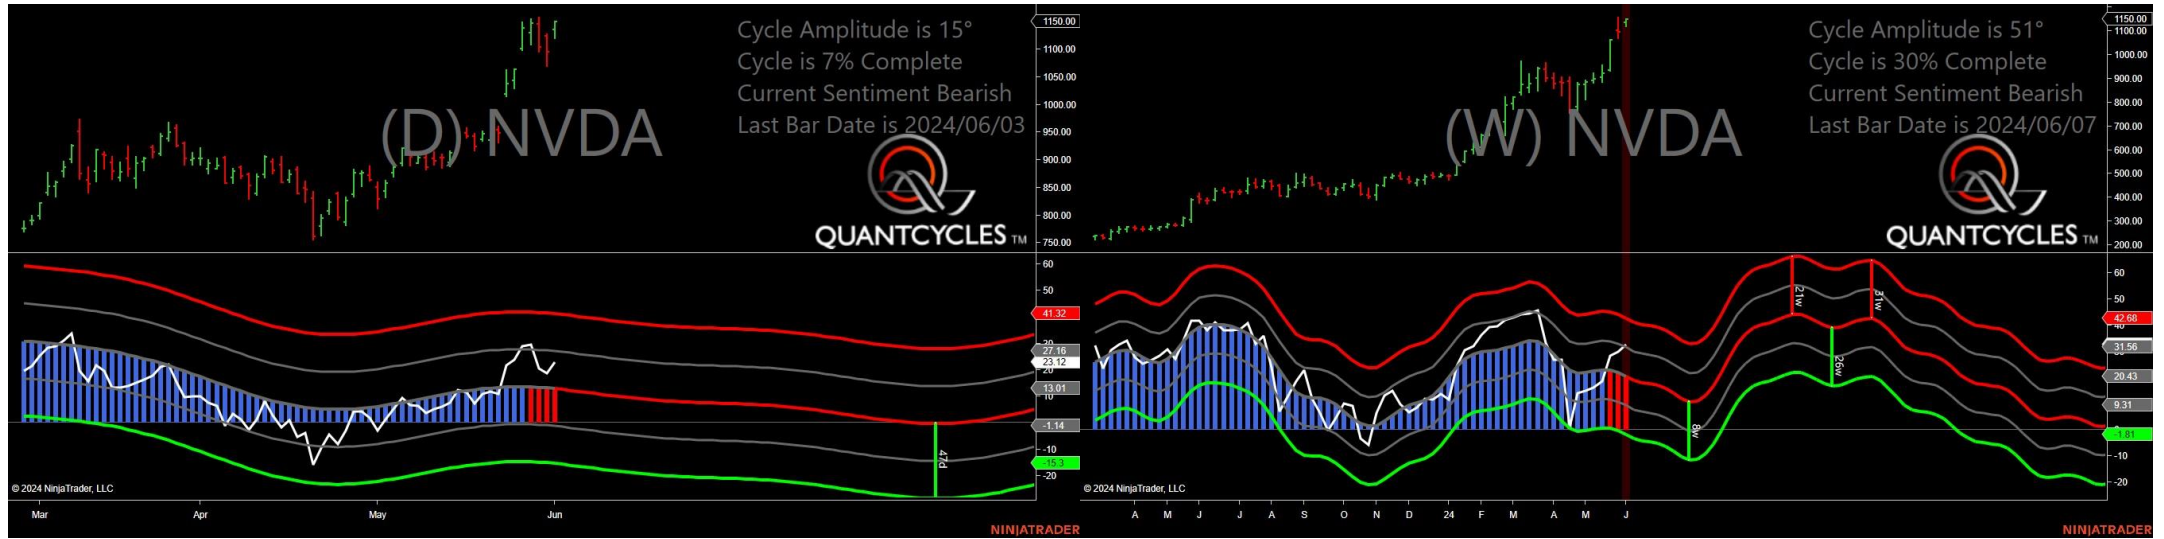 Cycle Amplitude is 15°
Cycle is 7% Complete
Current Sentiment Bearish
Last Bar Date is 2024/06/03
(D) NVDA
QUANTCYCLES TM
1150.00
1100.00
1050.00
1000.00
950.00
900.00
850.00
800.00
750.00
60
50
41.32
27.16
23.12
20
13.01
10
-1.14
-10
-15.3
-20
47d
© 2024 NinjaTrader, LLC
Mar
Apr
May
Jun
NINJATRADER
Cycle Amplitude is 51°
Cycle is 30% Complete
Current Sentiment Bearish
Last Bar Date is 2024/06/07
(W) NVDA
QUANTCYCLES TM
1150.00
1100.00
1000.00
900.00
800.00
700.00
600.00
500.00
400.00
300.00
200.00
60
50
42.68
40
31.56
20.43
9.31
-1.81
-10
-20
8w
21w
26w
31w
© 2024 NinjaTrader, LLC
A M J J A S O N D 24 F M A M J
NINJATRADER